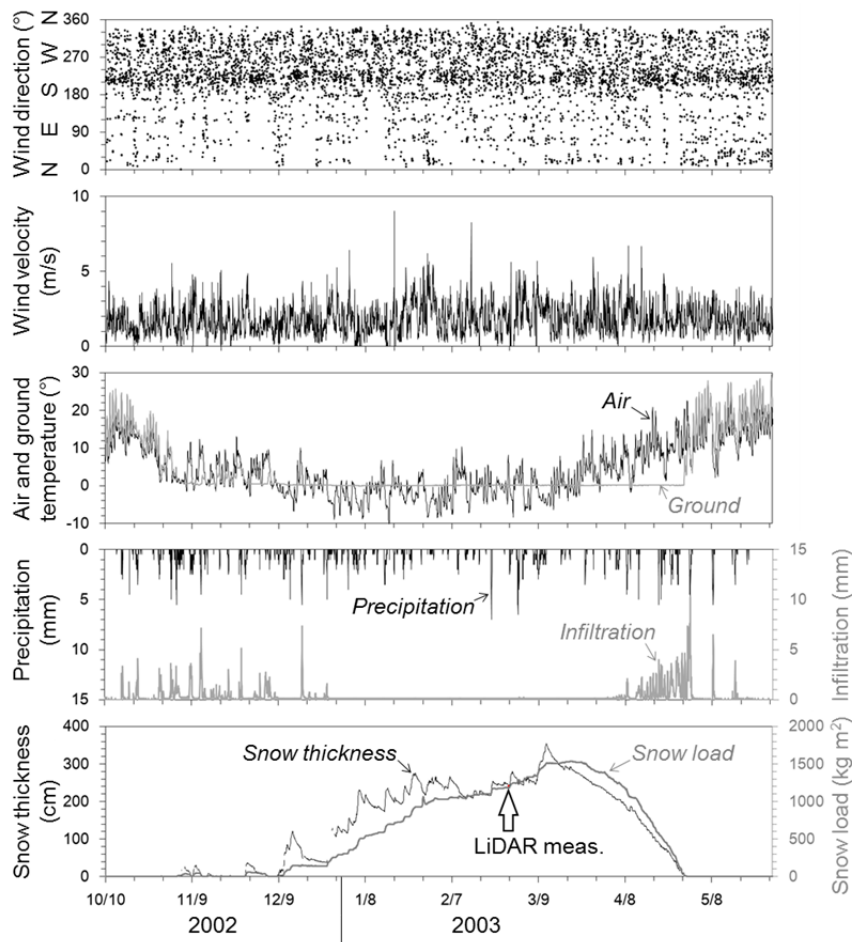 Wind direction (°)
N E S W N
360
270
180
90
0
Wind velocity
(m/s)
10
5
0
Air and ground
temperature (°)
30
20
10
0
-10
Air
Ground
Precipitation
(mm)
0
5
10
15
Precipitation
Infiltration
15
10
5
0
Infiltration (mm)
Snow thickness
(cm)
400
300
200
100
0
Snow thickness
Snow load
LiDAR meas.
2000
1500
1000
500
0
Snow load (kg m²)
10/10 11/9 12/9 1/8 2/7 3/9 4/8 5/8
2002 2003